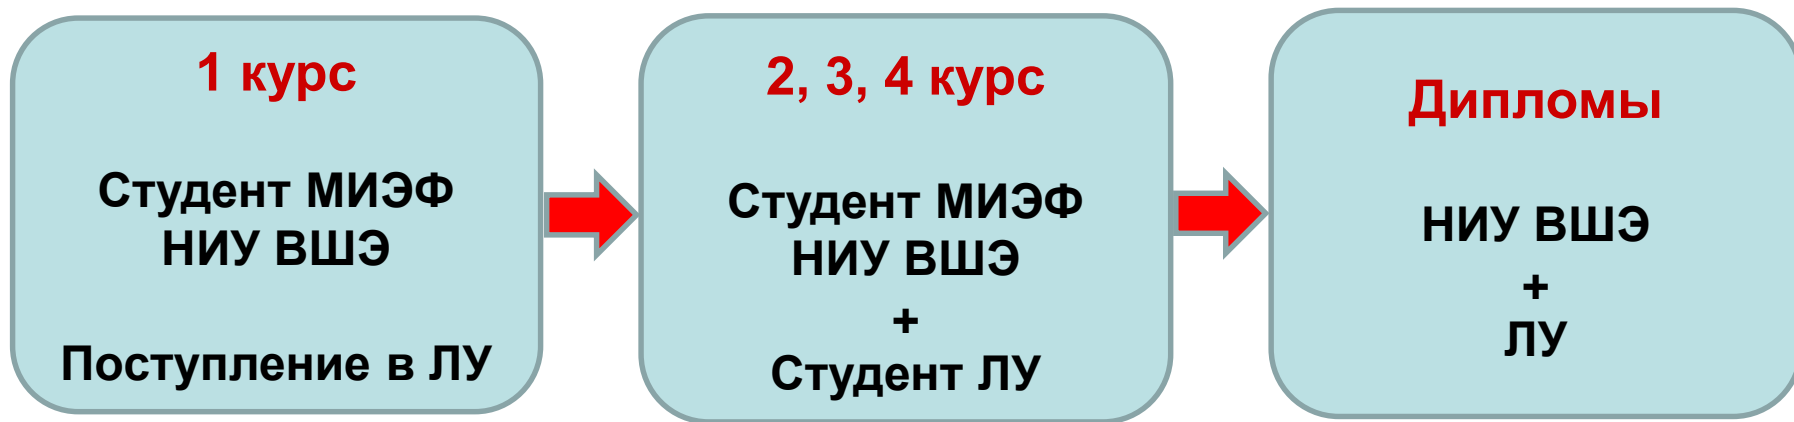 1 курс
Студент МИЭФ
НИУ ВШЭ
Поступление в ЛУ
2, 3, 4 курс
Студент МИЭФ
НИУ ВШЭ
+
Студент ЛУ
Дипломы
НИУ ВШЭ
+
ЛУ